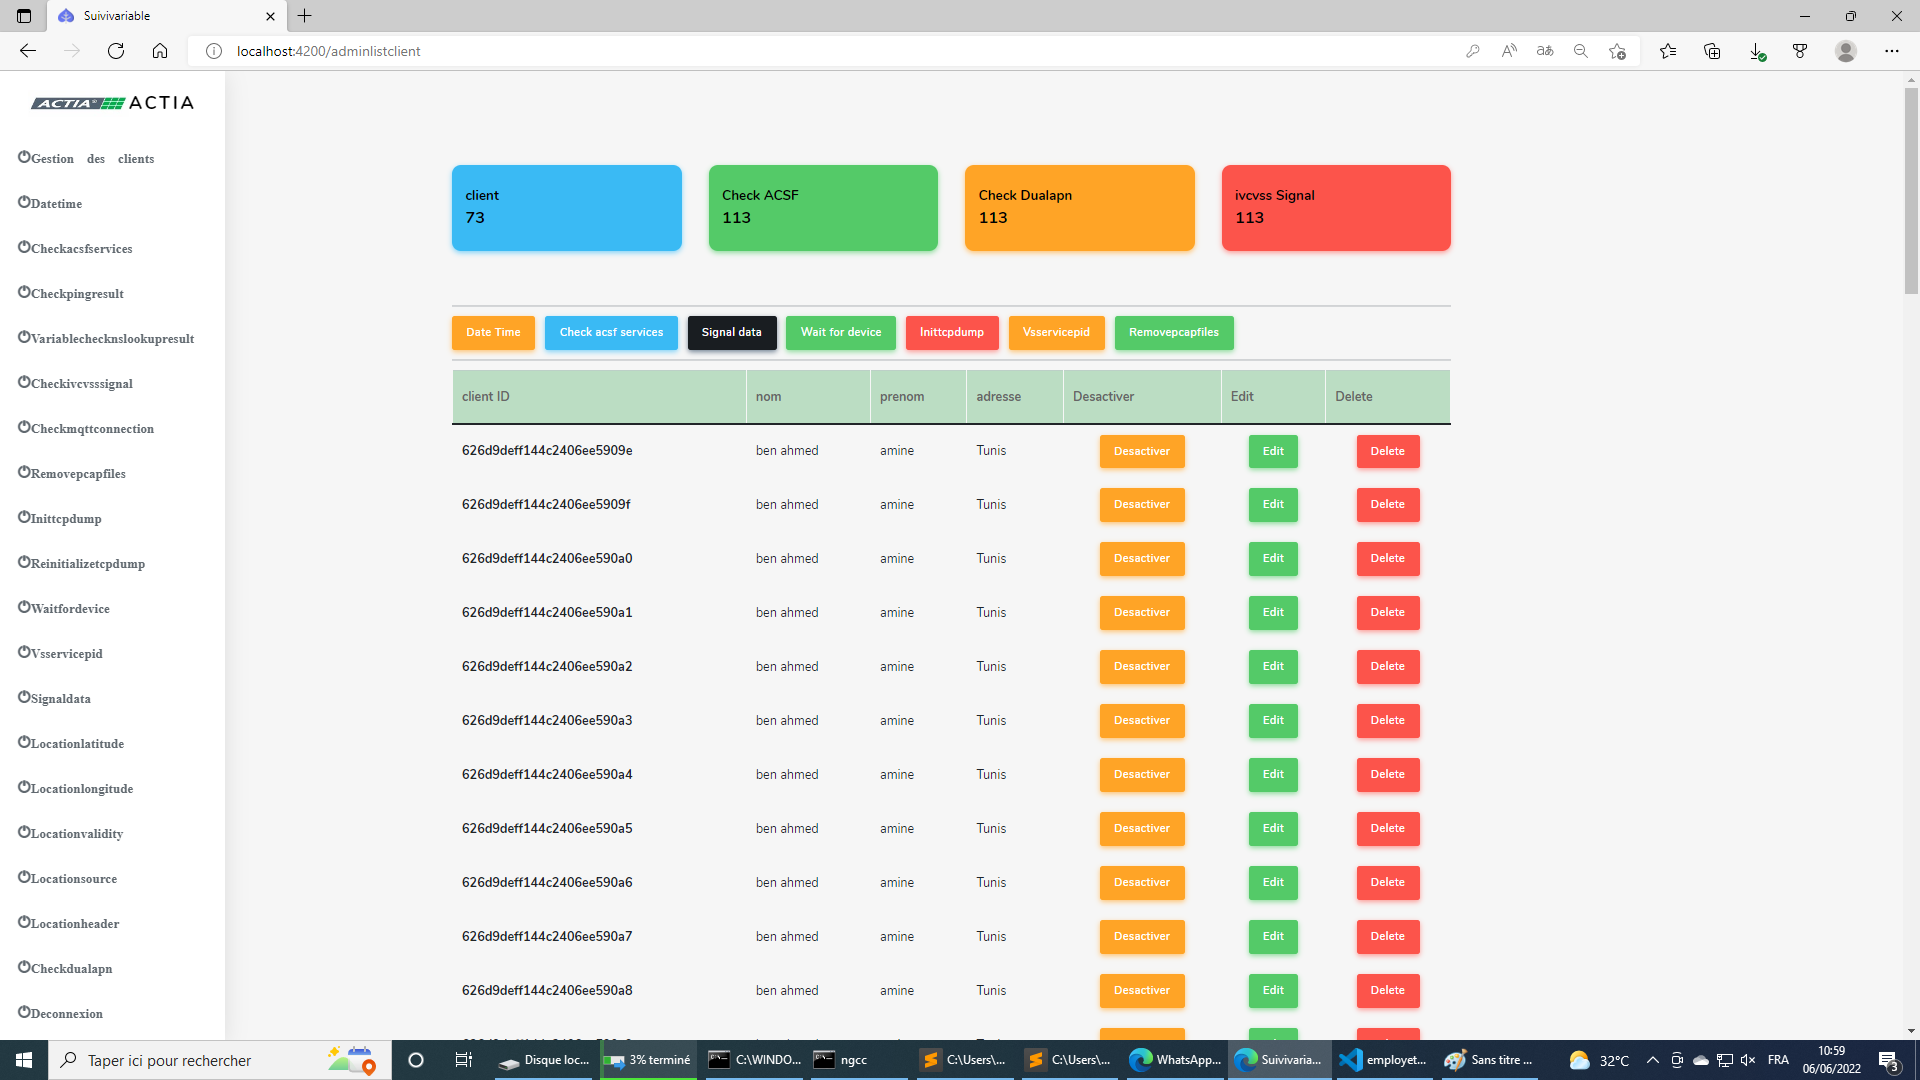 Suivivariable
localhost:4200/adminlistclient
ACTIA ACTIA
Gestion des clients
Datetime
Checkacsfservices
Checkpingresult
Variablechecknslookupresult
Checkivcvsssignal
Checkmqttconnection
Removepcapfiles
Inittcpdump
Reinitializetcpdump
Waitfordevice
Vsservicepid
Signaldata
Locationlatitude
Locationlongitude
Locationvalidity
Locationsource
Locationheader
Checkdualapn
Deconnexion
client
73
Check ACSF
113
Check Dualapn
113
ivcvss Signal
113
Date Time Check acsf services Signal data Wait for device Inittcpdump Vsservicepid Removepcapfiles
client ID nom prenom adresse Desactiver Edit Delete
626d9deff144c2406ee5909e ben ahmed amine Tunis Desactiver Edit Delete
626d9deff144c2406ee5909f ben ahmed amine Tunis Desactiver Edit Delete
626d9deff144c2406ee590a0 ben ahmed amine Tunis Desactiver Edit Delete
626d9deff144c2406ee590a1 ben ahmed amine Tunis Desactiver Edit Delete
626d9deff144c2406ee590a2 ben ahmed amine Tunis Desactiver Edit Delete
626d9deff144c2406ee590a3 ben ahmed amine Tunis Desactiver Edit Delete
626d9deff144c2406ee590a4 ben ahmed amine Tunis Desactiver Edit Delete
626d9deff144c2406ee590a5 ben ahmed amine Tunis Desactiver Edit Delete
626d9deff144c2406ee590a6 ben ahmed amine Tunis Desactiver Edit Delete
626d9deff144c2406ee590a7 ben ahmed amine Tunis Desactiver Edit Delete
626d9deff144c2406ee590a8 ben ahmed amine Tunis Desactiver Edit Delete
Taper ici pour rechercher
Disque loc... 3% terminé C:\WINDO... ngcc C:\Users\... C:\Users\... WhatsApp... Suivivaria... employet... Sans titre ...
32°C FRA 10:59
06/06/2022 3